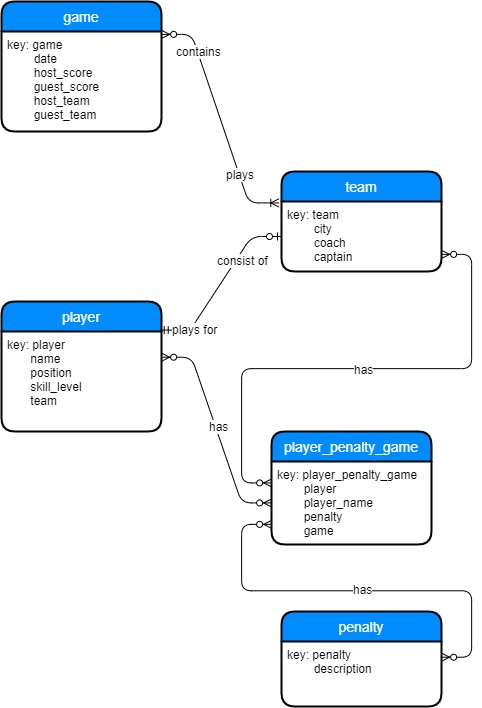 game
key: game
date
host_score
guest_score
host_team
guest_team
contains
plays
team
key: team
city
coach
captain
consist of
plays for
player
key: player
name
position
skill_level
team
has
has
player_penalty_game
key: player_penalty_game
player
player_name
penalty
game
has
penalty
key: penalty
description